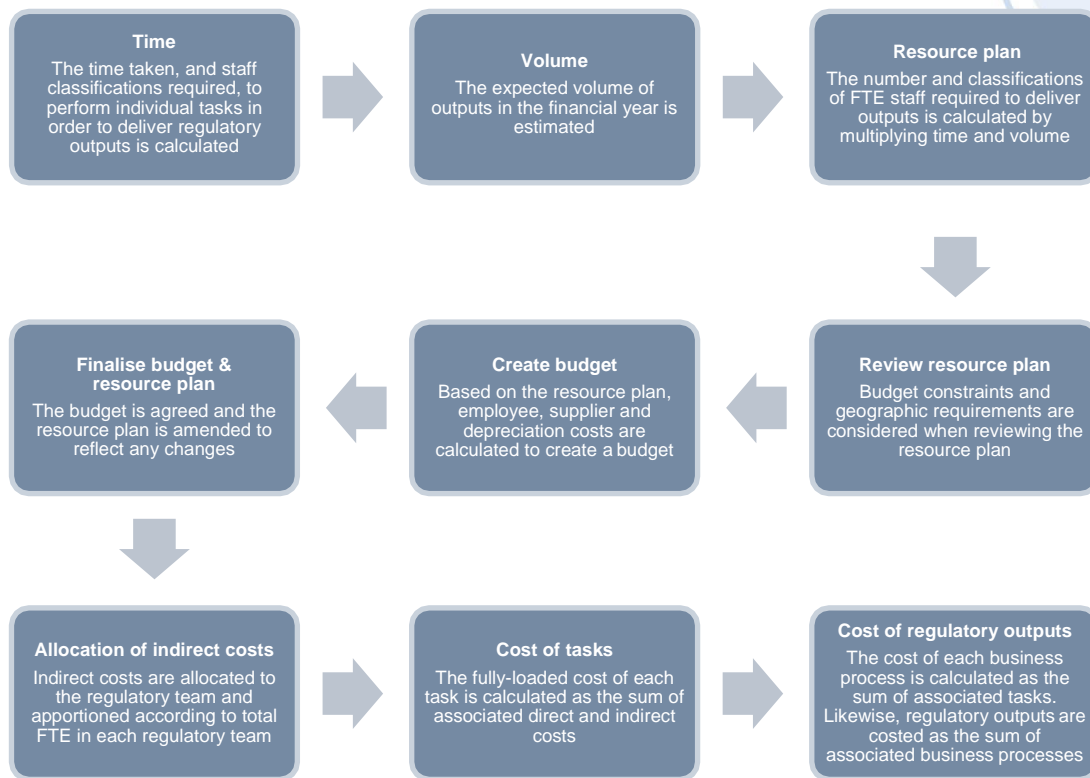 Time
The time taken, and staff
classifications required, to
perform individual tasks in
order to deliver regulatory
outputs is calculated
Volume
The expected volume of
outputs in the financial year is
estimated
Resource plan
The number and classifications
of FTE staff required to deliver
outputs is calculated by
multiplying time and volume
Review resource plan
Budget constraints and
geographic requirements are
considered when reviewing the
resource plan
Create budget
Based on the resource plan,
employee, supplier and
depreciation costs are
calculated to create a budget
Finalise budget &
resource plan
The budget is agreed and the
resource plan is amended to
reflect any changes
Allocation of indirect costs
Indirect costs are allocated to
the regulatory team and
apportioned according to total
FTE in each regulatory team
Cost of tasks
The fully-loaded cost of each
task is calculated as the sum of
associated direct and indirect
costs
Cost of regulatory outputs
The cost of each business
process is calculated as the
sum of associated tasks.
Likewise, regulatory outputs are
costed as the sum of
associated business processes